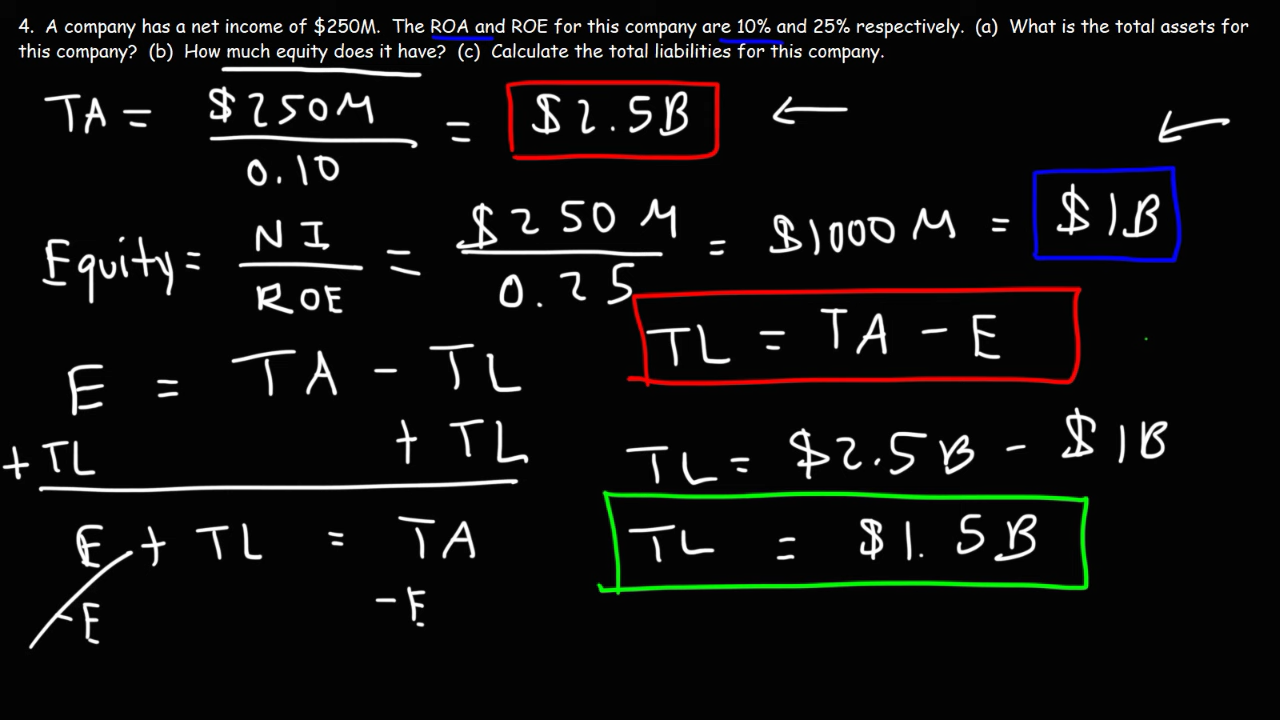 4. A company has a net income of $250M. The ROA and ROE for this company are 10% and 25% respectively. (a) What is the total assets for
this company? (b) How much equity does it have? (c) Calculate the total liabilities for this company.
TA = $250M / 0.10 = $2.5B
Equity = NI / ROE = $250M / 0.25 = $1000M = $1B
E = TA - TL
+TL + TL
E + TL = TA
-E -E
TL = TA - E
TL = $2.5B - $1B
TL = $1.5B